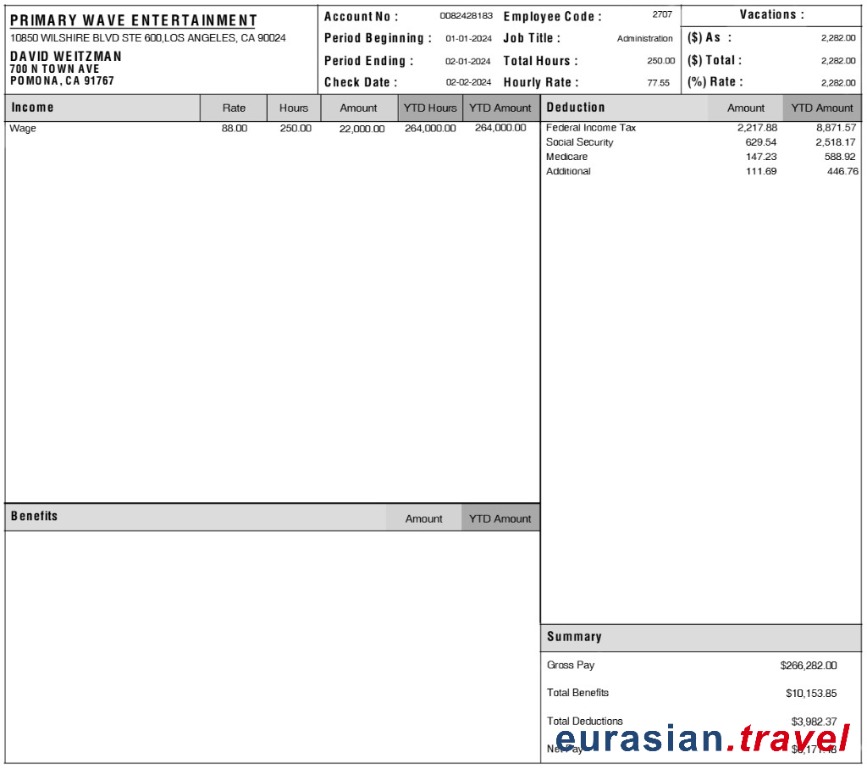 PRIMARY WAVE ENTERTAINMENT
10850 WILSHIRE BLVD STE 600,LOS ANGELES, CA 90024
DAVID WEITZMAN
700 N TOWN AVE
POMONA, CA 91767
Account No : 0082428183 Employee Code : 2707
Period Beginning : 01-01-2024 Job Title : Administration
Period Ending : 02-01-2024 Total Hours : 250.00
Check Date : 02-02-2024 Hourly Rate : 77.55
Vacations :
($) As : 2,282.00
($) Total : 2,282.00
(%) Rate : 2,282.00
Income Rate Hours Amount YTD Hours YTD Amount
Wage 88.00 250.00 22,000.00 264,000.00 264,000.00
Deduction Amount YTD Amount
Federal Income Tax 2,217.88 8,871.57
Social Security 629.54 2,518.17
Medicare 147.23 588.92
Additional 111.69 446.76
Benefits Amount YTD Amount
Summary
Gross Pay $266,282.00
Total Benefits $10,153.85
Total Deductions $3,982.37
Net Pay
eurasian.travel